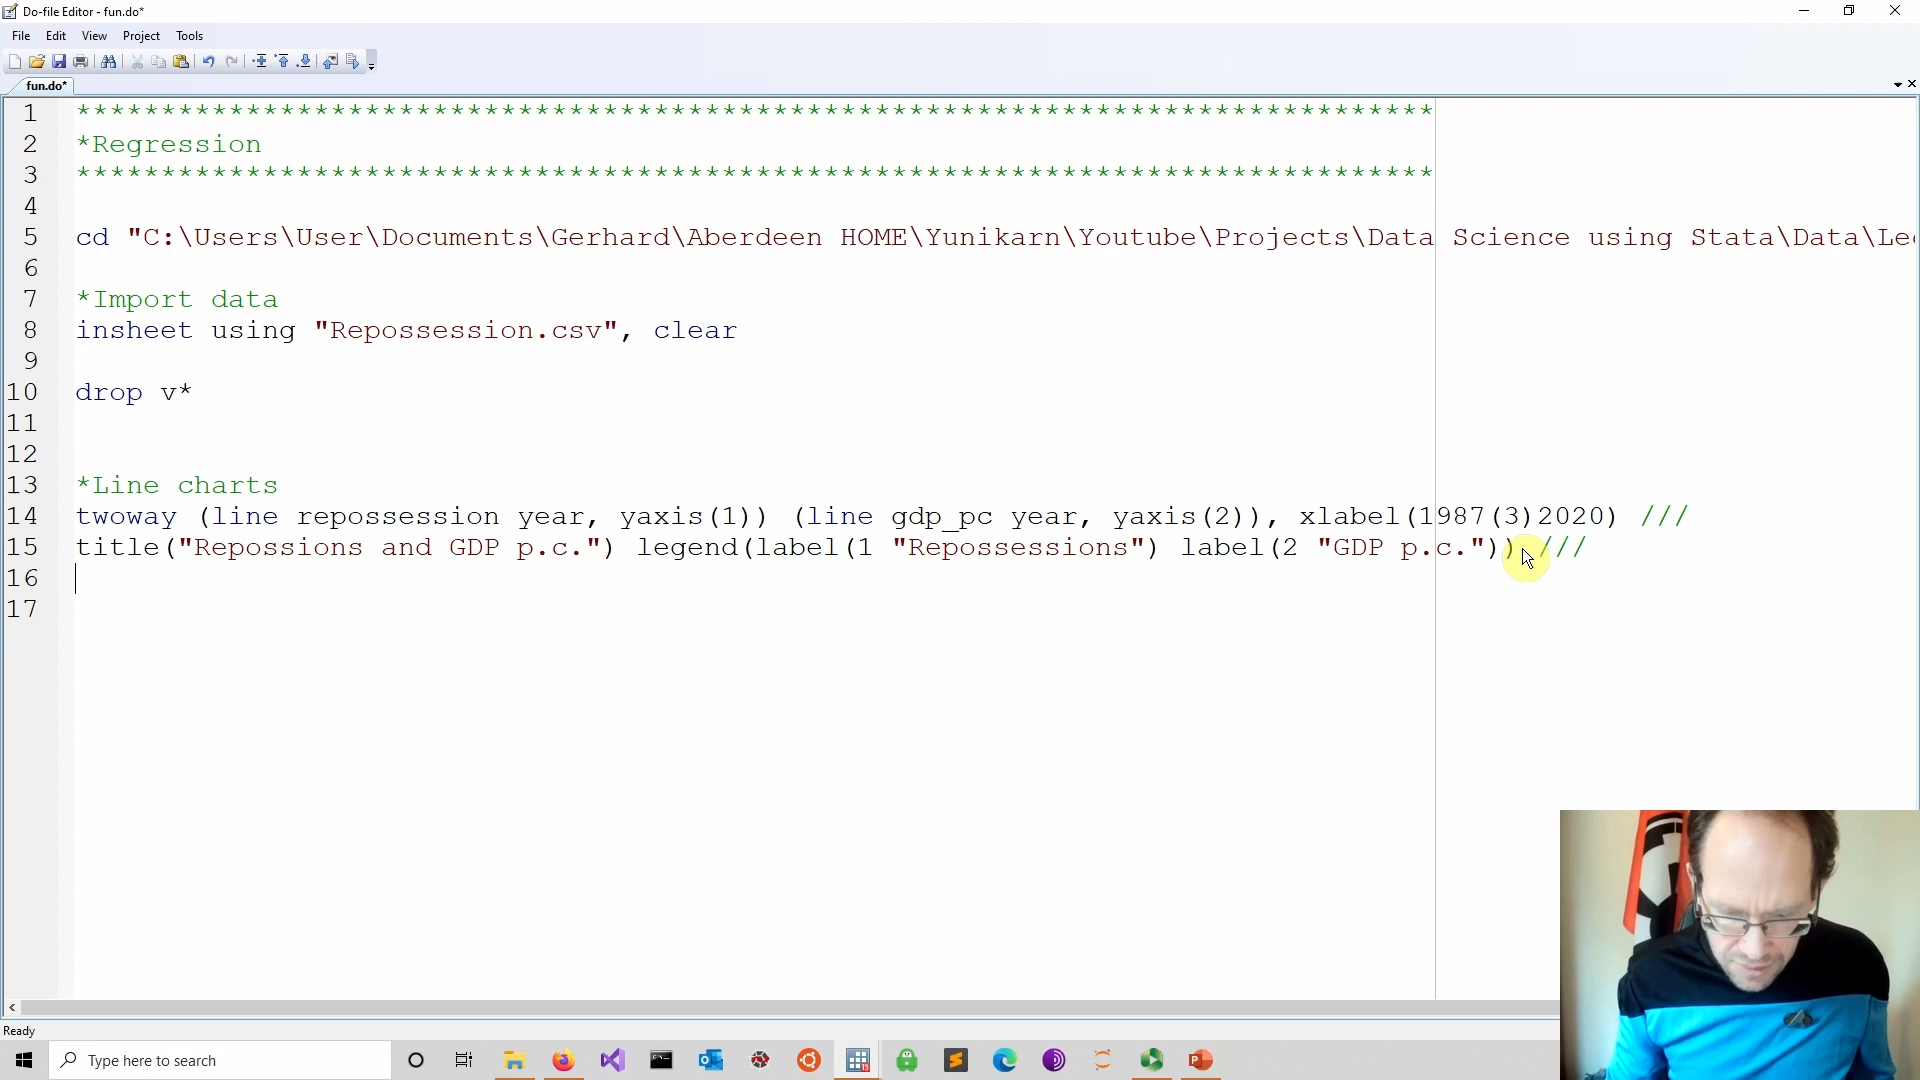 Do-file Editor - fun.do*
File Edit View Project Tools
fun.do*
1 ********************************************************************************
2 *Regression
3 ********************************************************************************
4
5 cd "C:\Users\User\Documents\Gerhard\Aberdeen HOME\Yunikarn\Youtube\Projects\Data Science using Stata\Data\Le
6
7 *Import data
8 insheet using "Repossession.csv", clear
9
10 drop v*
11
12
13 *Line charts
14 twoway (line repossession year, yaxis(1)) (line gdp_pc year, yaxis(2)), xlabel(1987(3)2020) ///
15 title("Repossions and GDP p.c.") legend(label(1 "Repossessions") label(2 "GDP p.c.")) ///
16
17
Ready
Type here to search